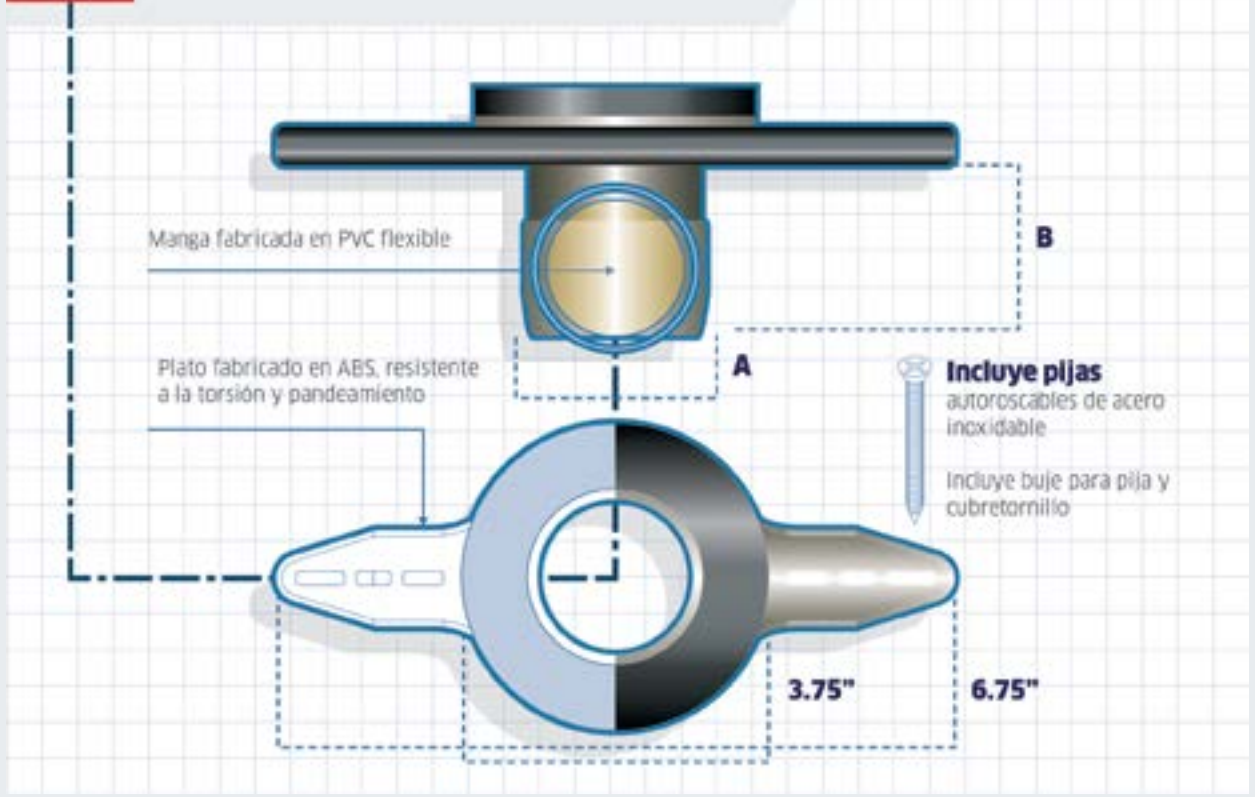 Manga fabricada en PVC flexible
B
Plato fabricado en ABS, resistente
a la torsión y pandeamiento
A
Incluye pijas
autoroscables de acero
inoxidable
Incluye buje para pija y
cubretornillo
3.75"
6.75"